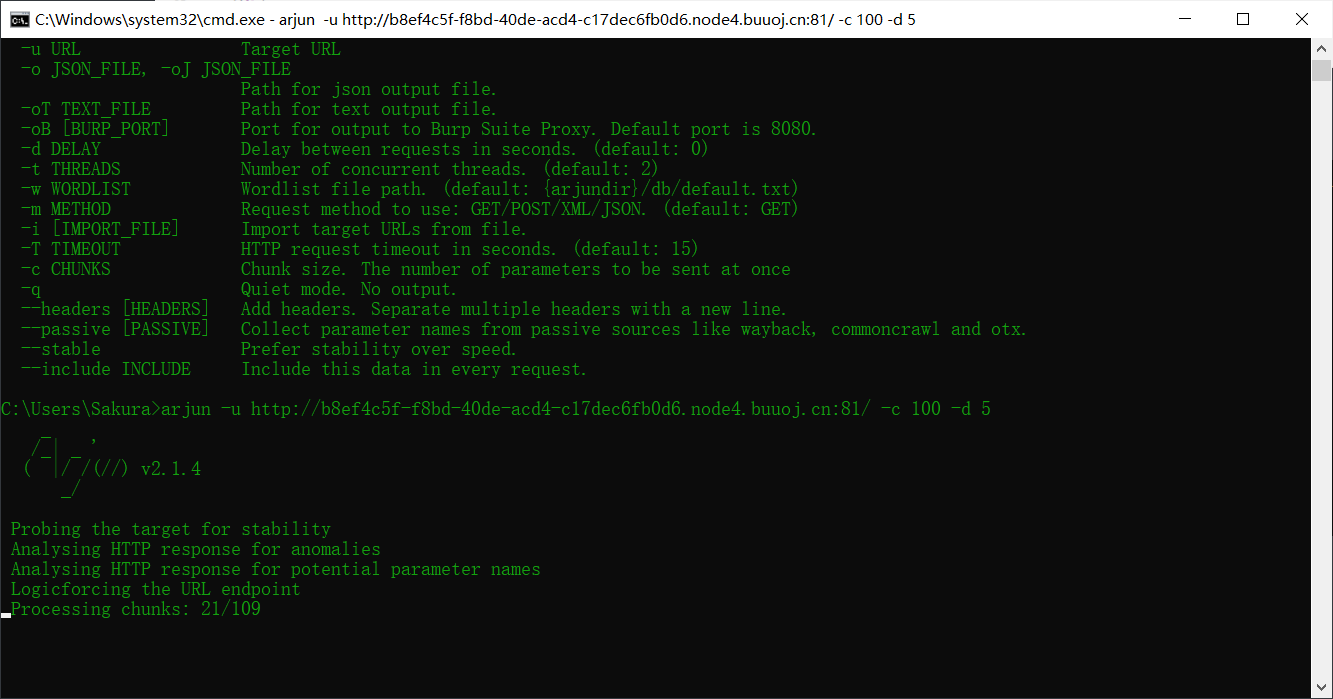 C:\Windows\system32\cmd.exe - arjun -u http://b8ef4c5f-f8bd-40de-acd4-c17dec6fb0d6.node4.buuoj.cn:81/ -c 100 -d 5
-u URL Target URL
-o JSON_FILE, -oJ JSON_FILE
Path for json output file.
-oT TEXT_FILE Path for text output file.
-oB [BURP_PORT] Port for output to Burp Suite Proxy. Default port is 8080.
-d DELAY Delay between requests in seconds. (default: 0)
-t THREADS Number of concurrent threads. (default: 2)
-w WORDLIST Wordlist file path. (default: {arjundir}/db/default.txt)
-m METHOD Request method to use: GET/POST/XML/JSON. (default: GET)
-i [IMPORT_FILE] Import target URLs from file.
-T TIMEOUT HTTP request timeout in seconds. (default: 15)
-c CHUNKS Chunk size. The number of parameters to be sent at once
-q Quiet mode. No output.
--headers [HEADERS] Add headers. Separate multiple headers with a new line.
--passive [PASSIVE] Collect parameter names from passive sources like wayback, commoncrawl and otx.
--stable Prefer stability over speed.
--include INCLUDE Include this data in every request.
C:\Users\Sakura>arjun -u http://b8ef4c5f-f8bd-40de-acd4-c17dec6fb0d6.node4.buuoj.cn:81/ -c 100 -d 5
    _
   /_| _ '
  (  |/ /(//) v2.1.4
      _/
Probing the target for stability
Analysing HTTP response for anomalies
Analysing HTTP response for potential parameter names
Logicforcing the URL endpoint
Processing chunks: 21/109